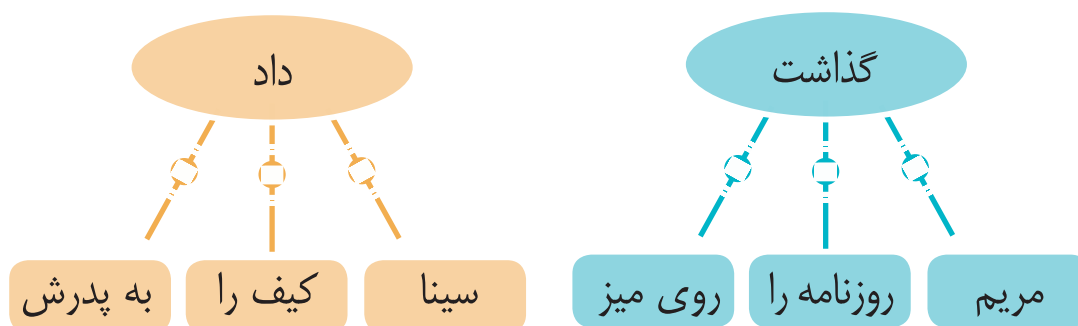 گذاشت
مریم
روزنامه را
روی میز
داد
سینا
کیف را
به پدرش